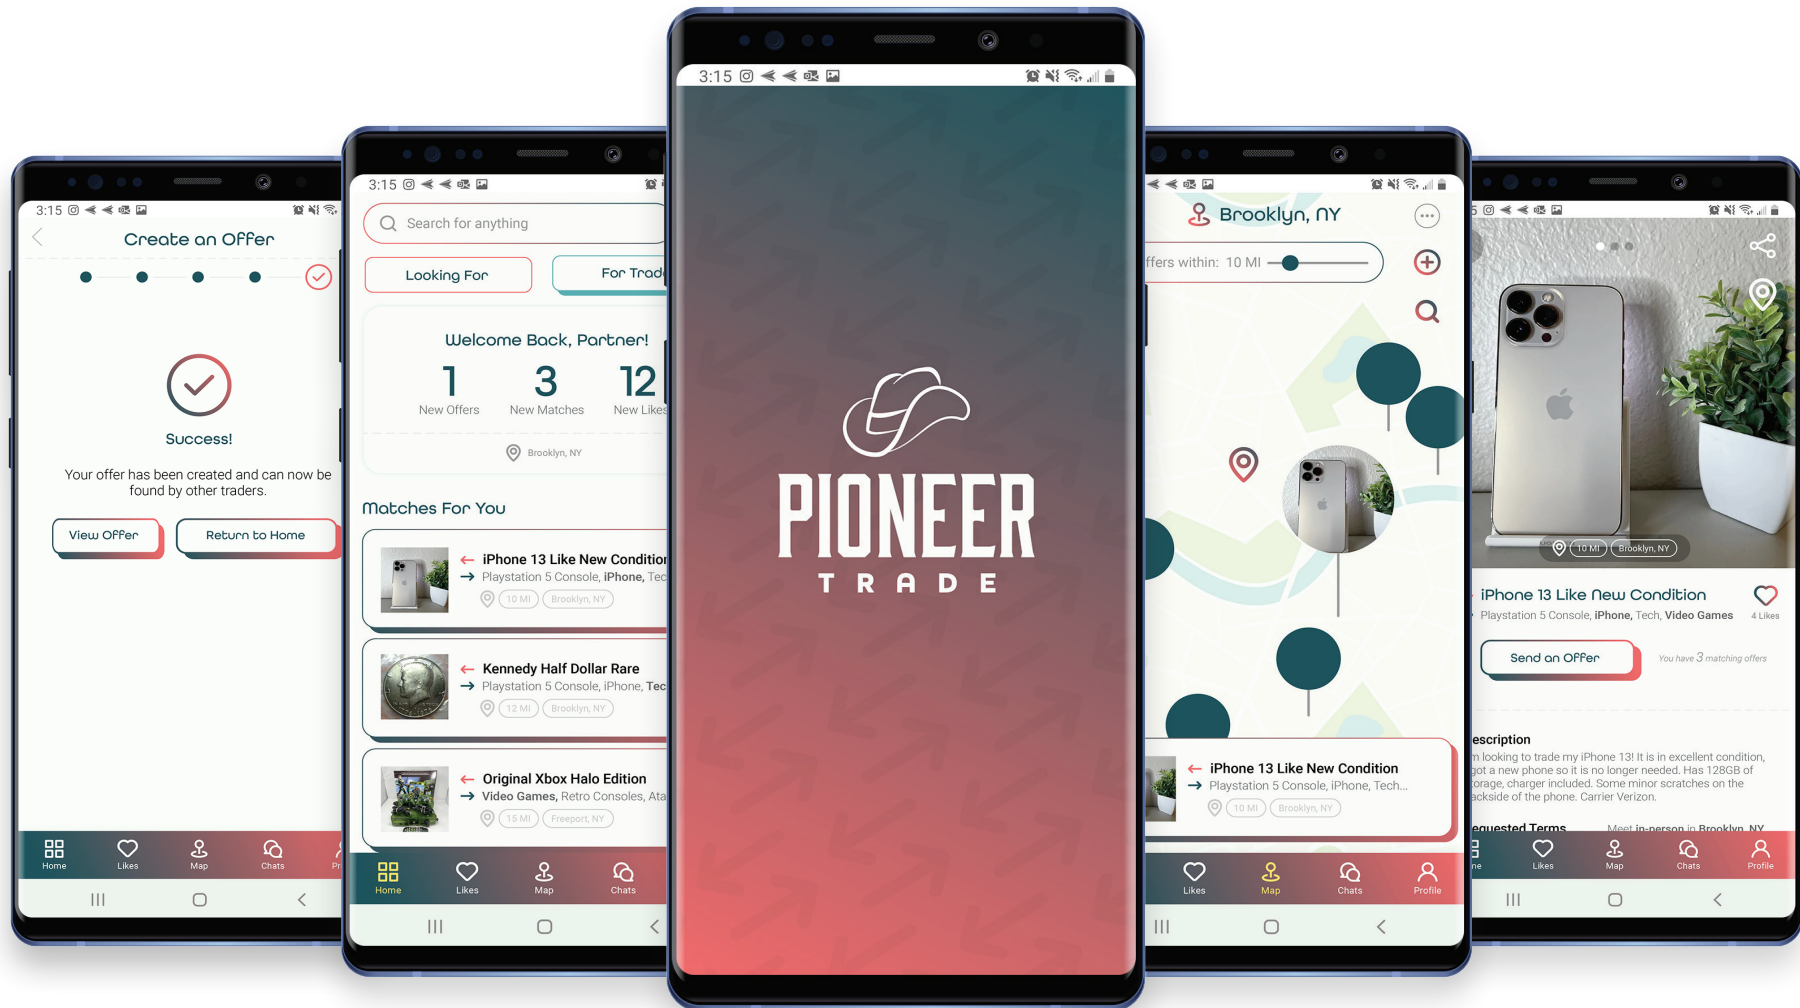 3:15
Create an Offer
Success!
Your offer has been created and can now be
found by other traders.
View Offer
Return to Home
Home
Likes
Map
Chats
3:15
Search for anything
Looking For
For Trade
Welcome Back, Partner!
1
3
12
New Offers
New Matches
New Likes
Brooklyn, NY
Matches For You
iPhone 13 Like New Condition
Playstation 5 Console, iPhone, Tec
10 MI
Brooklyn, NY
Kennedy Half Dollar Rare
Playstation 5 Console, iPhone, Tec
12 MI
Brooklyn, NY
Original Xbox Halo Edition
Video Games, Retro Consoles, Ata
15 MI
Freeport, NY
Home
Likes
Map
Chats
3:15
PIONEER
TRADE
Brooklyn, NY
ffers within: 10 MI
iPhone 13 Like New Condition
Playstation 5 Console, iPhone, Tech...
10 MI
Brooklyn, NY
Likes
Map
Chats
Profile
5
10 MI
Brooklyn, NY
iPhone 13 Like New Condition
Playstation 5 Console, iPhone, Tech, Video Games
4 Likes
Send an Offer
You have 3 matching offers
escription
m looking to trade my iPhone 13! It is in excellent condition,
got a new phone so it is no longer needed. Has 128GB of
torage, charger included. Some minor scratches on the
ackside of the phone. Carrier Verizon.
equested Terms
Meet in-person in Brooklyn, NY
me
Likes
Map
Chats
Profile